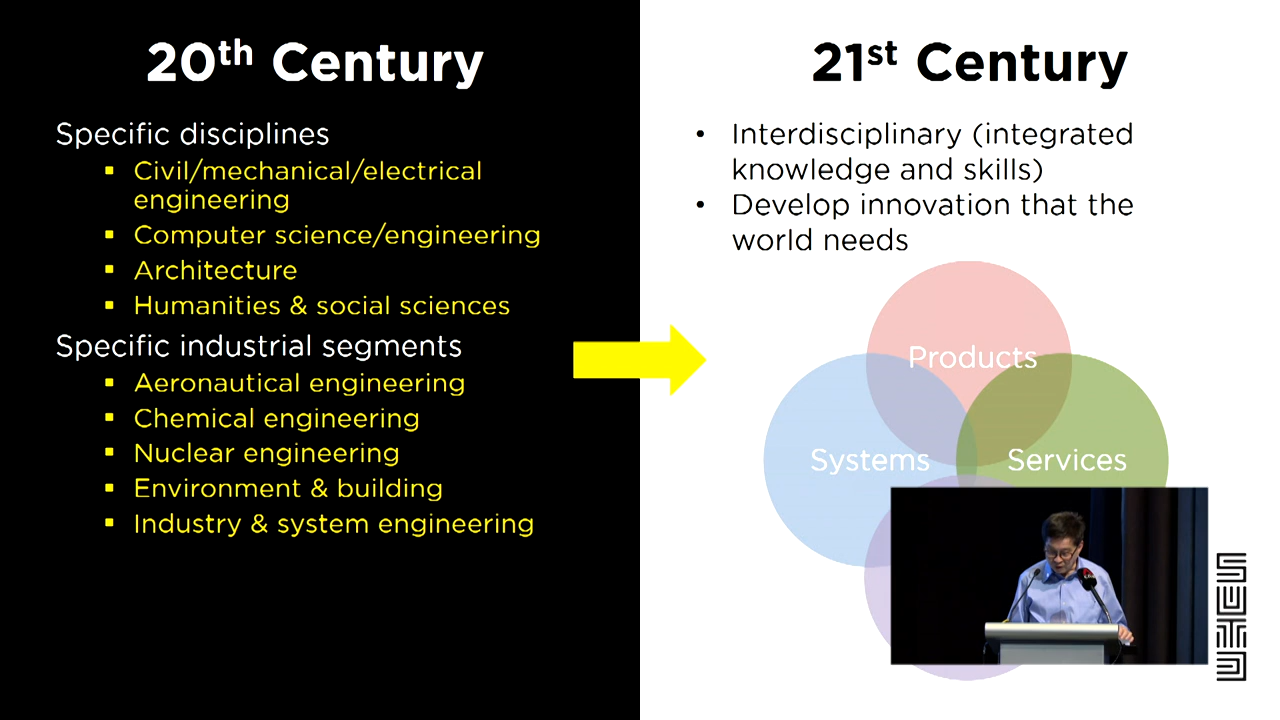 20th Century
Specific disciplines
Civil/mechanical/electrical
engineering
Computer science/engineering
Architecture
Humanities & social sciences
Specific industrial segments
Aeronautical engineering
Chemical engineering
Nuclear engineering
Environment & building
Industry & system engineering
21st Century
Interdisciplinary (integrated
knowledge and skills)
Develop innovation that the
world needs
Products
Systems
Services
SUTD